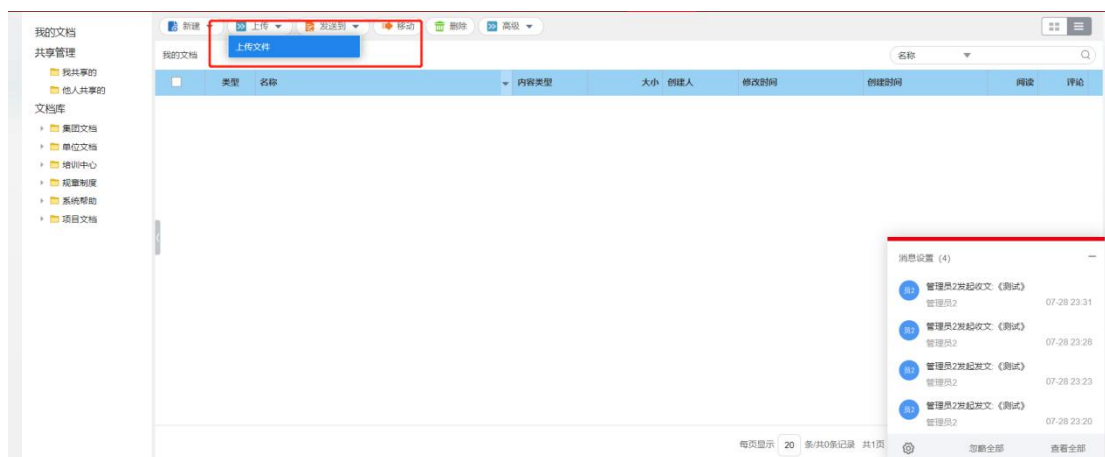 我的文档
共享管理
我共享的
他人共享的
文档库
集团文档
单位文档
培训中心
规章制度
系统帮助
项目文档
新建 上传 发送到 移动 删除 高级
上传文件
我的文档 名称
类型 名称 内容类型 大小 创建人 修改时间 创建时间 阅读 评论
消息设置 (4)
员2 管理员2发起收文:《测试》
管理员2 07-28 23:31
员2 管理员2发起收文:《测试》
管理员2 07-28 23:28
员2 管理员2发起发文:《测试》
管理员2 07-28 23:23
员2 管理员2发起发文:《测试》
管理员2 07-28 23:20
每页显示 20 条/共0条记录 共1页
忽略全部 查看全部